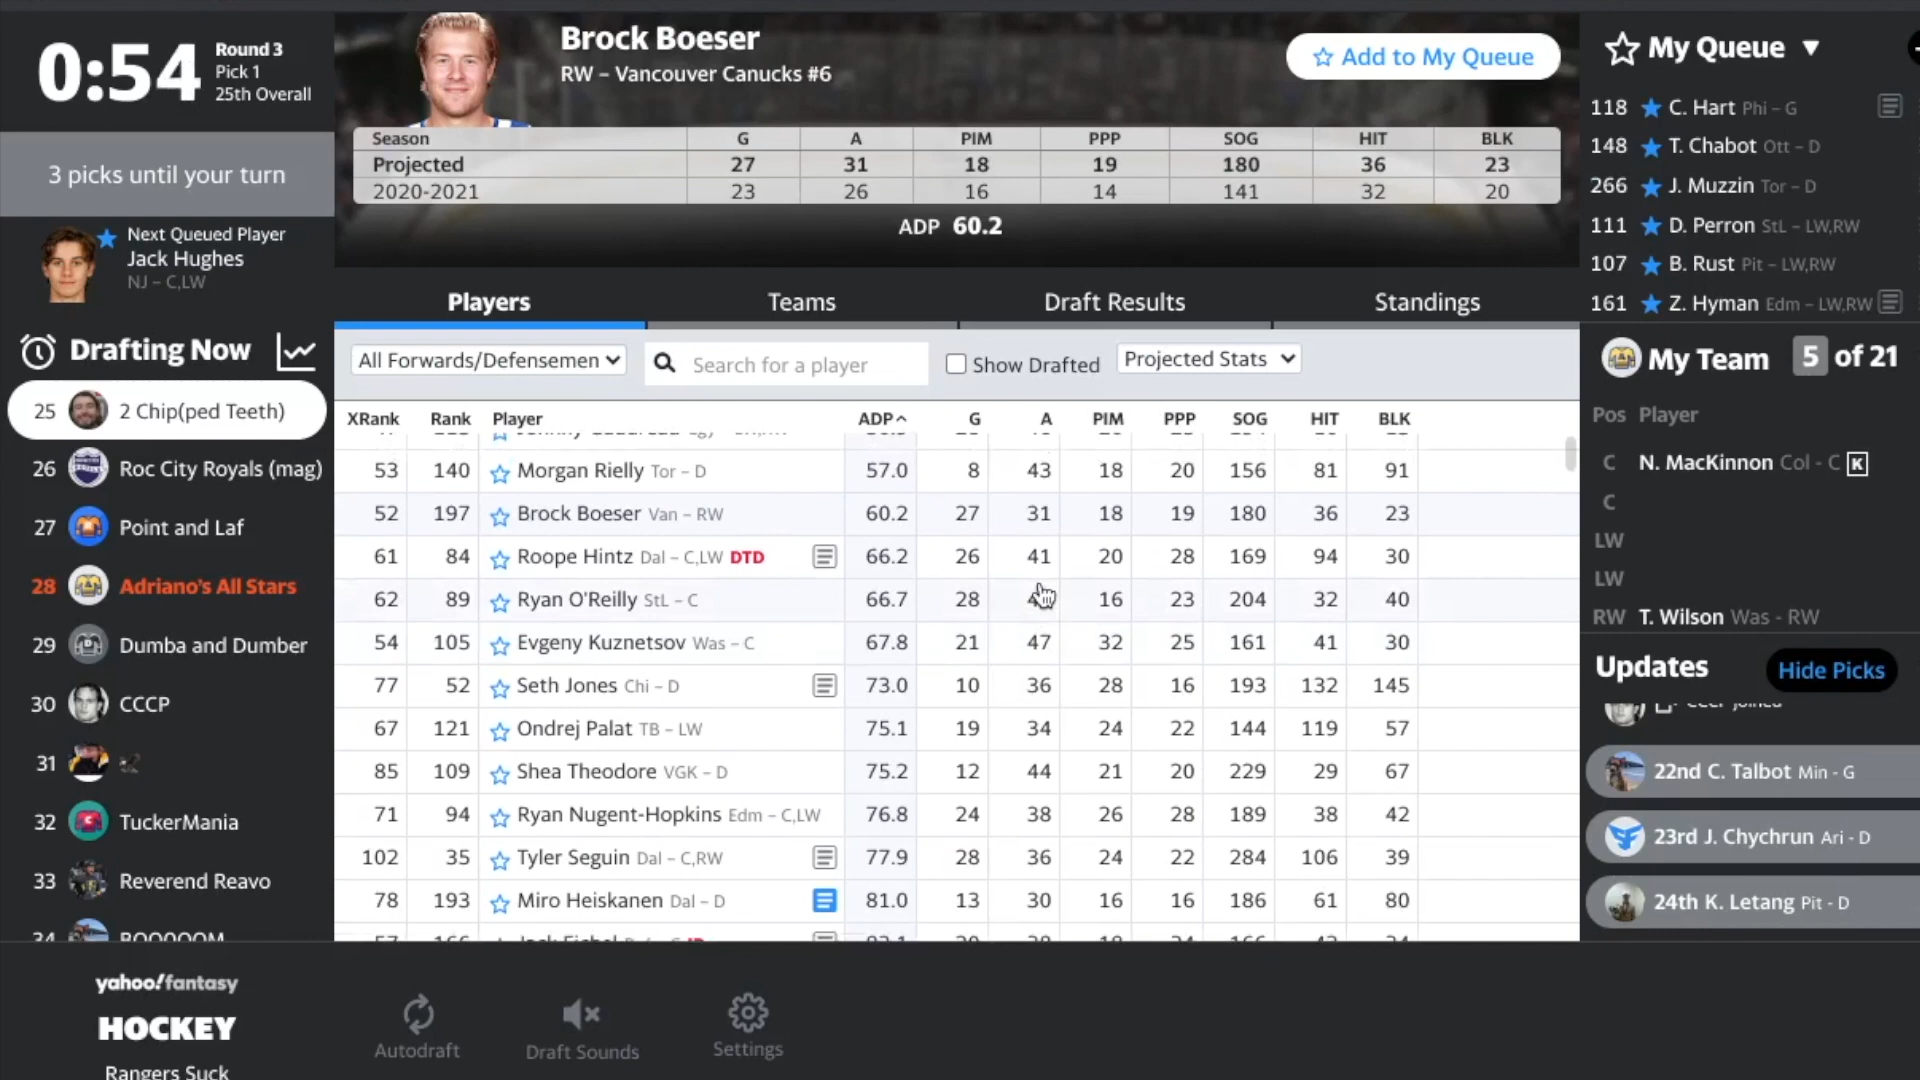 0:54
Round 3
Pick 1
25th Overall
3 picks until your turn
Next Queued Player
Jack Hughes
NJ – C,LW
Drafting Now
25 2 Chip(ped Teeth)
26 Roc City Royals (mag)
27 Point and Laf
28 Adriano's All Stars
29 Dumba and Dumber
30 CCCP
31
32 TuckerMania
33 Reverend Reavo
34 BOOOOOM
Brock Boeser
RW – Vancouver Canucks #6
Add to My Queue
Season G A PIM PPP SOG HIT BLK
Projected 27 31 18 19 180 36 23
2020-2021 23 26 16 14 141 32 20
ADP 60.2
Players Teams Draft Results Standings
All Forwards/Defensemen Search for a player Show Drafted Projected Stats
XRank Rank Player ADP G A PIM PPP SOG HIT BLK
53 140 Morgan Rielly Tor – D 57.0 8 43 18 20 156 81 91
52 197 Brock Boeser Van – RW 60.2 27 31 18 19 180 36 23
61 84 Roope Hintz Dal – C,LW DTD 66.2 26 41 20 28 169 94 30
62 89 Ryan O'Reilly StL – C 66.7 28 16 23 204 32 40
54 105 Evgeny Kuznetsov Was – C 67.8 21 47 32 25 161 41 30
77 52 Seth Jones Chi – D 73.0 10 36 28 16 193 132 145
67 121 Ondrej Palat TB – LW 75.1 19 34 24 22 144 119 57
85 109 Shea Theodore VGK – D 75.2 12 44 21 20 229 29 67
71 94 Ryan Nugent-Hopkins Edm – C,LW 76.8 24 38 26 28 189 38 42
102 35 Tyler Seguin Dal – C,RW 77.9 28 36 24 22 284 106 39
78 193 Miro Heiskanen Dal – D 81.0 13 30 16 16 186 61 80
My Queue
118 C. Hart Phi – G
148 T. Chabot Ott – D
266 J. Muzzin Tor – D
111 D. Perron StL – LW,RW
107 B. Rust Pit – LW,RW
161 Z. Hyman Edm – LW,RW
My Team 5 of 21
Pos Player
C N. MacKinnon Col - C K
C
LW
LW
RW T. Wilson Was - RW
Updates Hide Picks
22nd C. Talbot Min - G
23rd J. Chychrun Ari - D
24th K. Letang Pit - D
yahoo!fantasy
HOCKEY
Rangers Suck
Autodraft Draft Sounds Settings